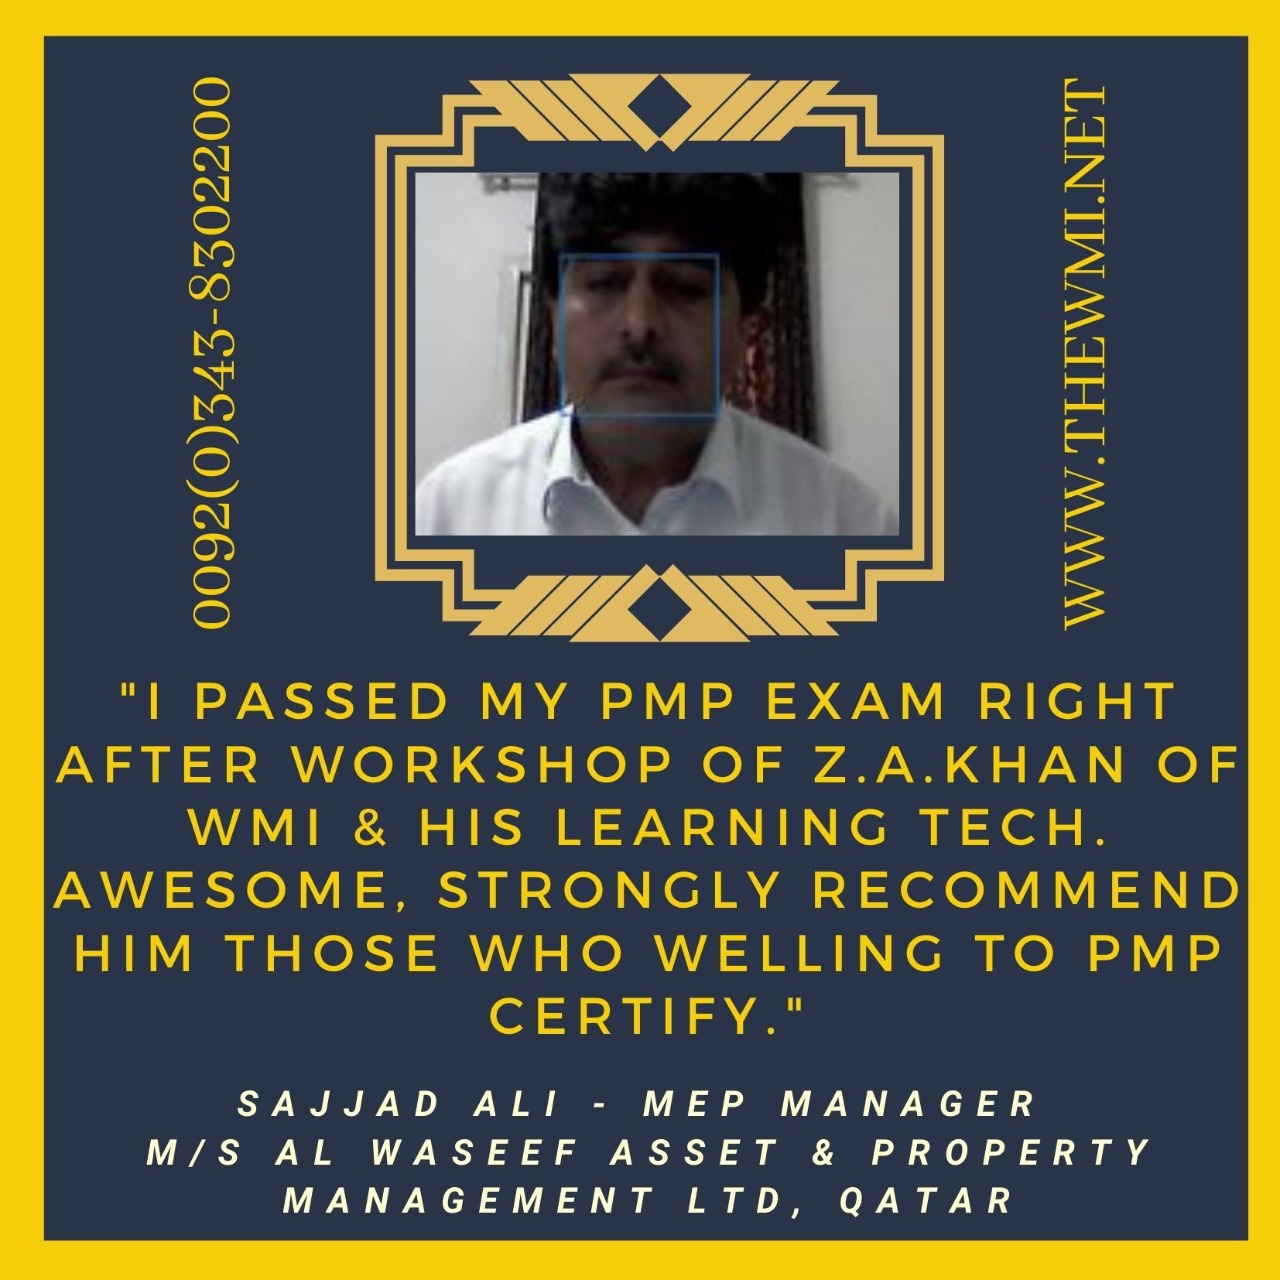 0092(0)343-8302200
WWW.THEWMI.NET
"I PASSED MY PMP EXAM RIGHT
AFTER WORKSHOP OF Z.A.KHAN OF
WMI & HIS LEARNING TECH.
AWESOME, STRONGLY RECOMMEND
HIM THOSE WHO WELLING TO PMP
CERTIFY."
SAJJAD ALI - MEP MANAGER
M/S AL WASEEF ASSET & PROPERTY
MANAGEMENT LTD, QATAR